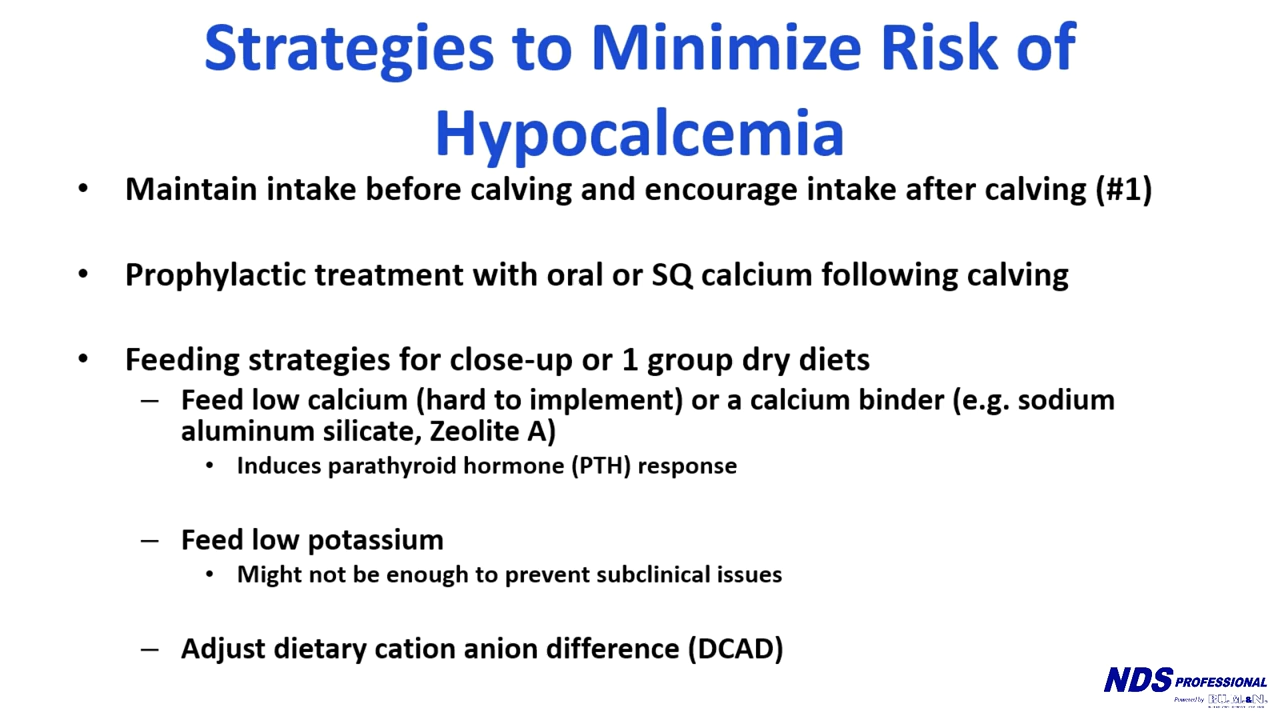 Strategies to Minimize Risk of
Hypocalcemia
• Maintain intake before calving and encourage intake after calving (#1)
• Prophylactic treatment with oral or SQ calcium following calving
• Feeding strategies for close-up or 1 group dry diets
– Feed low calcium (hard to implement) or a calcium binder (e.g. sodium
aluminum silicate, Zeolite A)
• Induces parathyroid hormone (PTH) response
– Feed low potassium
• Might not be enough to prevent subclinical issues
– Adjust dietary cation anion difference (DCAD)
NDS PROFESSIONAL
Powered by